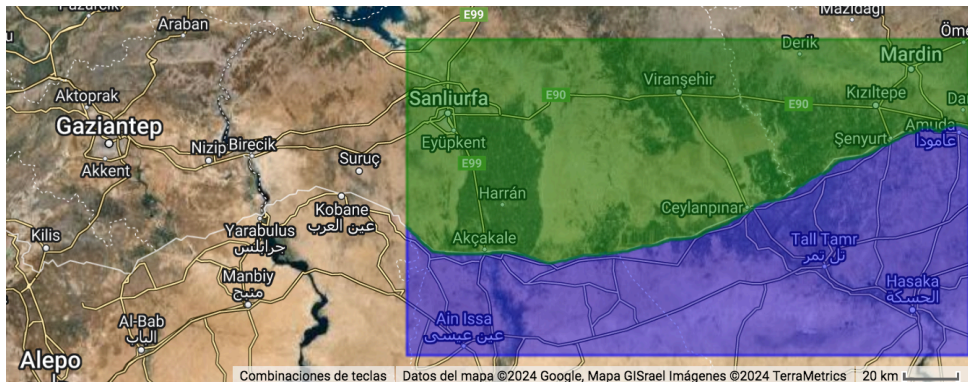 Pazarcık
Araban
E99
Mazıdağı
Derik
Mardin
Aktoprak
Sanliurfa
Viranşehir
E90
Kızıltepe
E90
Gaziantep
Nizip
Birecik
Eyüpkent
Şenyurt
Amuda
عامودا
Akkent
Suruç
E99
Harrán
Kobane
عين العرب
Ceylanpınar
Kilis
Yarabulus
جرابلس
Akçakale
Tall Tamr
تل تمر
Manbiy
منبج
Hasaka
الحسكة
Al-Bab
الباب
Ain Issa
عين عيسى
Alepo
Combinaciones de teclas
Datos del mapa ©2024 Google, Mapa GISrael Imágenes ©2024 TerraMetrics
20 km